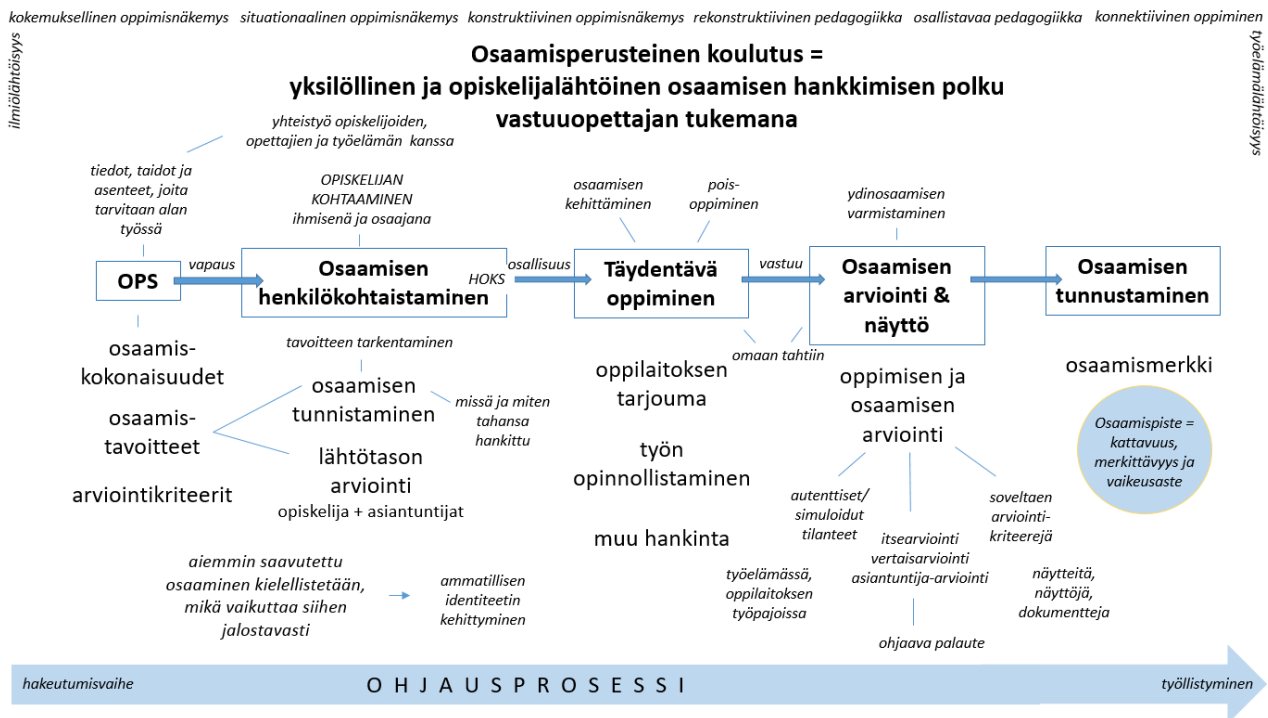 kokemuksellinen oppimisnäkemys situationaalinen oppimisnäkemys konstruktiivinen oppimisnäkemys rekonstruktiivinen pedagogiikka osallistavaa pedagogiikka konnektiivinen oppiminen
ilmiölähtöisyys
työelämälähtöisyys
Osaamisperusteinen koulutus =
yksilöllinen ja opiskelijalähtöinen osaamisen hankkimisen polku
vastuuopettajan tukemana
yhteistyö opiskelijoiden,
opettajien ja työelämän kanssa
tiedot, taidot ja
asenteet, joita
tarvitaan alan
työssä
OPISKELIJAN
KOHTAAMINEN
ihmisenä ja osaajana
osaamisen
kehittäminen
pois-
oppiminen
ydinosaamisen
varmistaminen
OPS
vapaus
Osaamisen
henkilökohtaistaminen
HOKS
osallisuus
Täydentävä
oppiminen
vastuu
Osaamisen
arviointi &
näyttö
Osaamisen
tunnustaminen
osaamis-
kokonaisuudet
osaamis-
tavoitteet
arviointikriteerit
tavoitteen tarkentaminen
osaamisen
tunnistaminen
missä ja miten
tahansa
hankittu
lähtötason
arviointi
opiskelija + asiantuntijat
aiemmin saavutettu
osaaminen kielellistetään,
mikä vaikuttaa siihen
jalostavasti
ammatillisen
identiteetin
kehittyminen
omaan tahtiin
oppilaitoksen
tarjouma
työn
opinnollistaminen
muu hankinta
oppimisen ja
osaamisen
arviointi
autenttiset/
simuloidut
tilanteet
työelämässä,
oppilaitoksen
työpajoissa
itsearviointi
vertaisarviointi
asiantuntija-arviointi
ohjaava palaute
soveltaen
arviointi-
kriteerejä
näytteitä,
näyttöjä,
dokumentteja
osaamismerkki
Osaamispiste =
kattavuus,
merkittävyys ja
vaikeusaste
hakeutumisvaihe
O H J A U S P R O S E S S I
työllistyminen